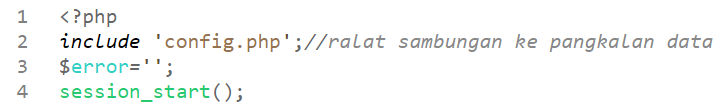 1 <?php
2 include 'config.php';//ralat sambungan ke pangkalan data
3 $error='';
4 session_start();